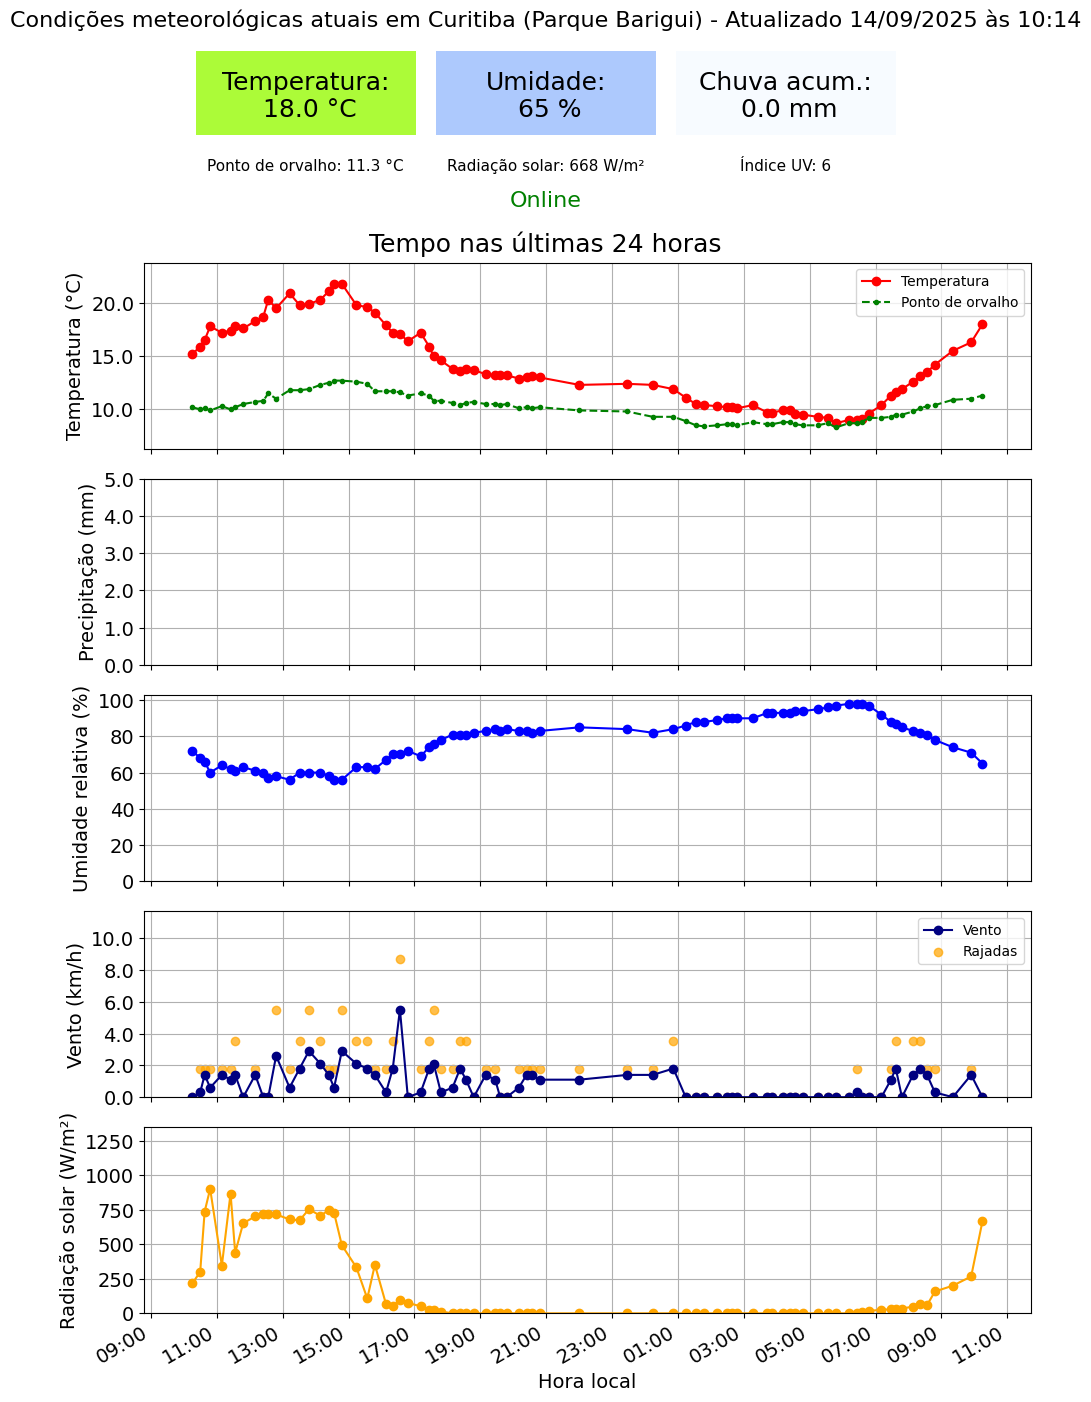 Condições meteorológicas atuais em Curitiba (Parque Barigui) - Atualizado 14/09/2025 às 10:14
Temperatura:
18.0 °C
Umidade:
65 %
Chuva acum.:
0.0 mm
Ponto de orvalho: 11.3 °C
Radiação solar: 668 W/m²
Índice UV: 6
Online
Tempo nas últimas 24 horas
Temperatura (°C)
20.0
15.0
10.0
Temperatura
Ponto de orvalho
Precipitação (mm)
5.0
4.0
3.0
2.0
1.0
0.0
Umidade relativa (%)
100
80
60
40
20
0
Vento (km/h)
10.0
8.0
6.0
4.0
2.0
0.0
Vento
Rajadas
Radiação solar (W/m²)
1250
1000
750
500
250
0
09:00
11:00
13:00
15:00
17:00
19:00
21:00
23:00
01:00
03:00
05:00
07:00
09:00
11:00
Hora local